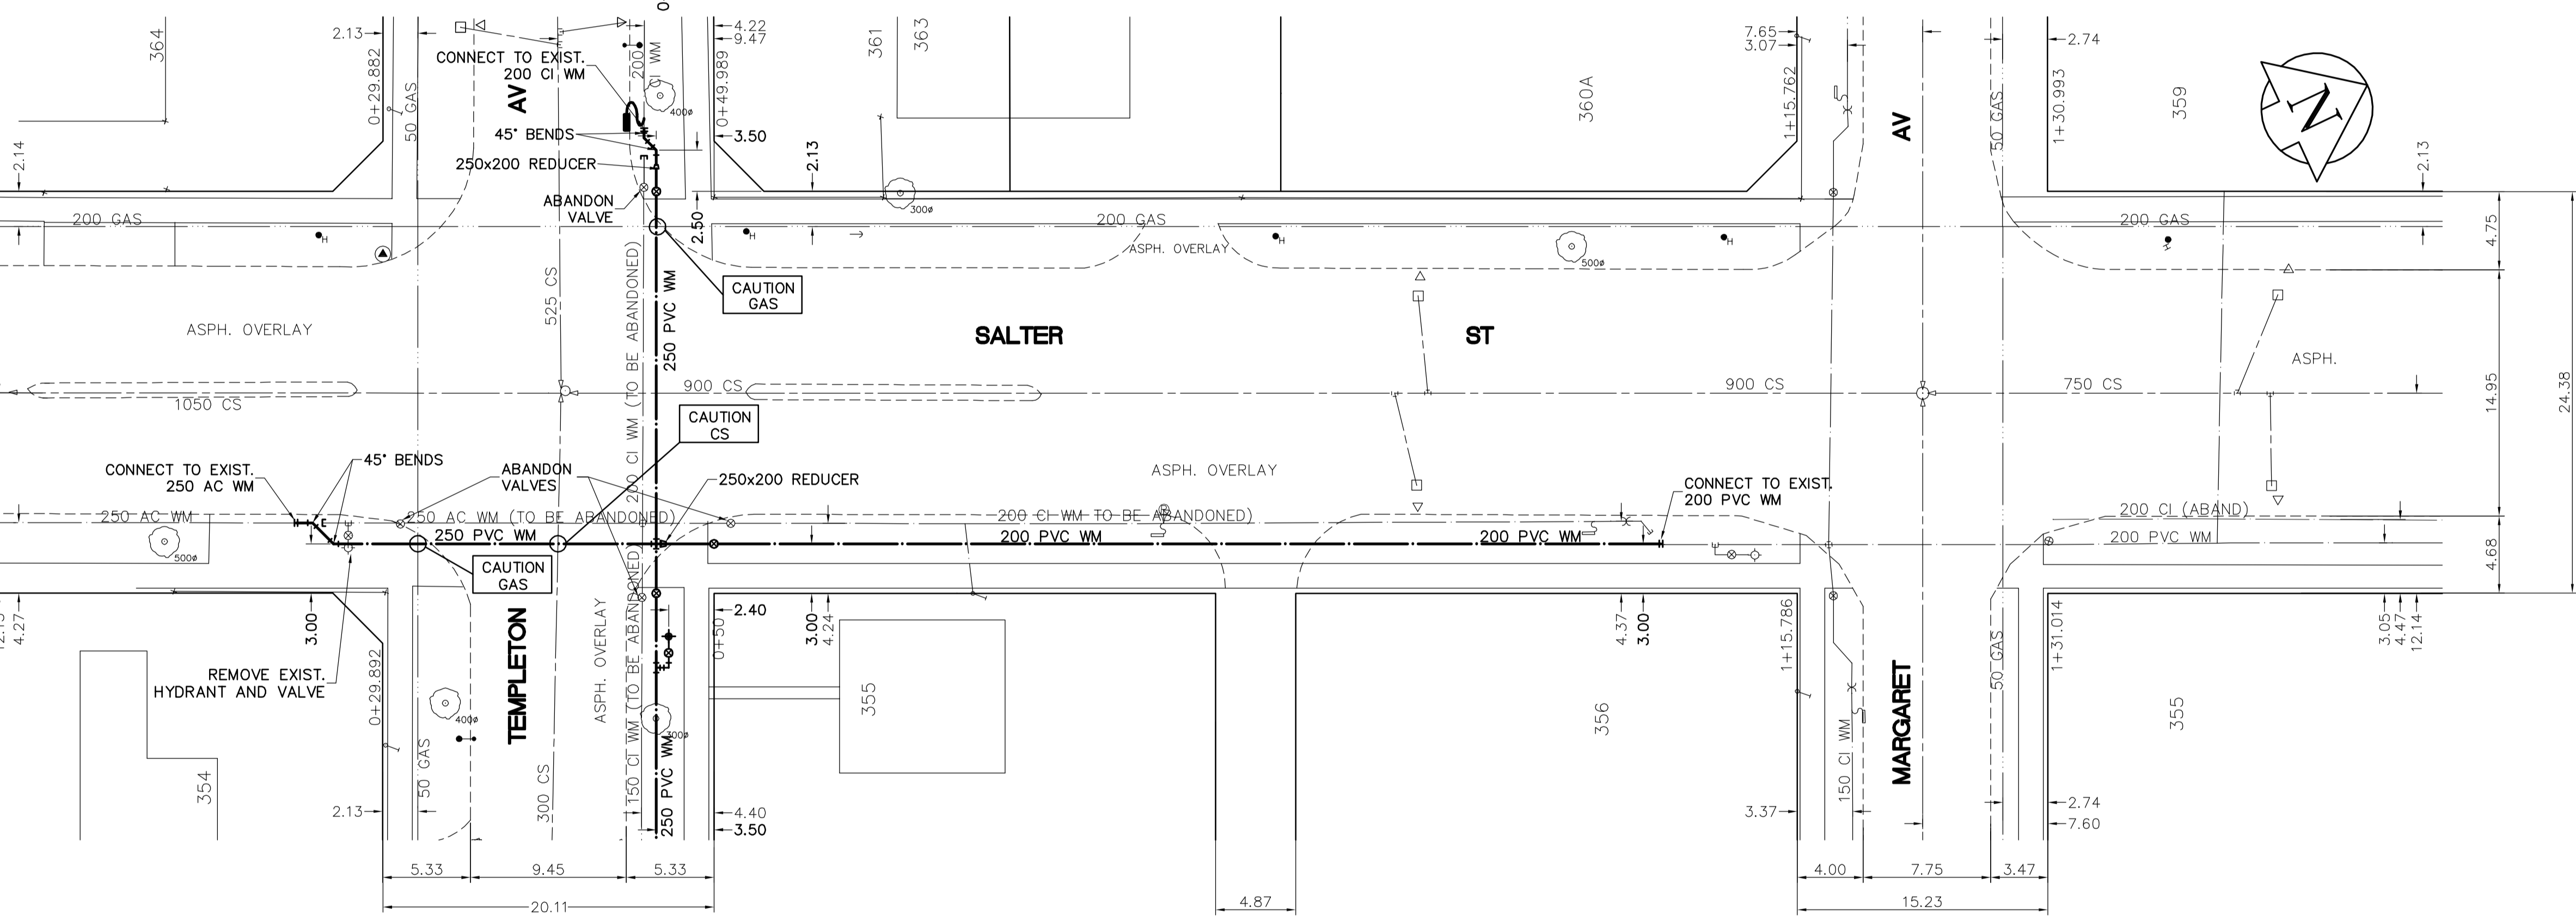 364
2.13
0+29.882
50 GAS
CONNECT TO EXIST.
200 CI WM
AV
200 CI WM
400ø
4.22
9.47
0+49.989
361
363
360A
7.65
3.07
1+15.762
AV
50 GAS
2.74
1+30.993
359
N
2.14
45° BENDS
3.50
2.13
2.13
250x200 REDUCER
ABANDON
VALVE
2.50
300ø
200 GAS
H
H
200 GAS
ASPH. OVERLAY
H
500ø
H
200 GAS
H
4.75
CAUTION
GAS
525 CS
200 CI WM (TO BE ABANDONED)
250 PVC WM
ASPH. OVERLAY
SALTER
ST
ASPH.
1050 CS
900 CS
900 CS
750 CS
14.95
24.38
CAUTION
CS
CONNECT TO EXIST.
250 AC WM
45° BENDS
ABANDON
VALVES
250x200 REDUCER
ASPH. OVERLAY
CONNECT TO EXIST.
200 PVC WM
250 AC WM
250 AC WM (TO BE ABANDONED)
200 CI WM TO BE ABANDONED)
200 CI (ABAND)
500ø
250 PVC WM
200 PVC WM
200 PVC WM
200 PVC WM
4.68
CAUTION
GAS
4.27
3.00
TEMPLETON
ASPH. OVERLAY
150 CI WM (TO BE ABANDONED)
2.40
0+50
3.00
4.24
4.37
3.00
1+15.786
50 GAS
1+31.014
3.05
4.47
12.14
REMOVE EXIST.
HYDRANT AND VALVE
0+29.892
400ø
300ø
355
356
MARGARET
355
354
2.13
50 GAS
300 CS
250 PVC WM
4.40
3.50
3.37
150 CI WM
2.74
7.60
5.33
9.45
5.33
4.00
7.75
3.47
20.11
4.87
15.23